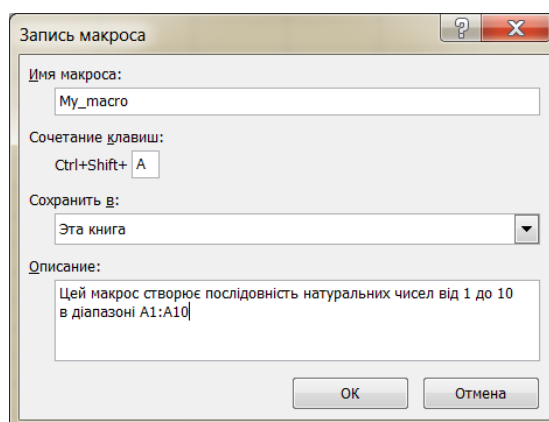 Запись макроса
Имя макроса:
My_macro
Сочетание клавиш:
Ctrl+Shift+ A
Сохранить в:
Эта книга
Описание:
Цей макрос створює послідовність натуральних чисел від 1 до 10
в діапазоні A1:A10
ОК
Отмена